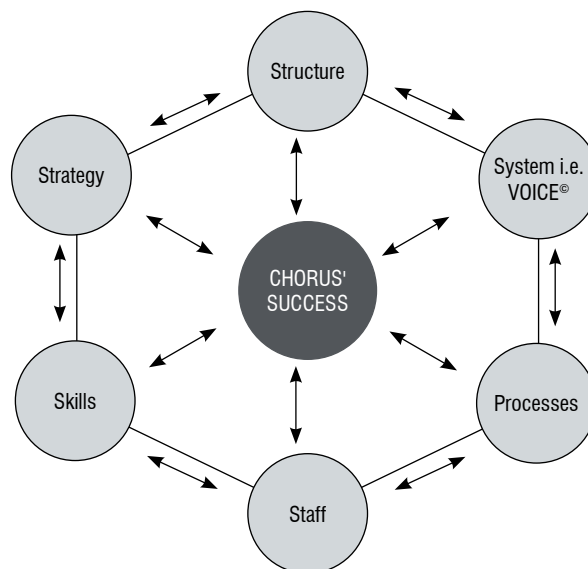 Structure
Strategy
System i.e.
VOICE©
CHORUS'
SUCCESS
Skills
Processes
Staff